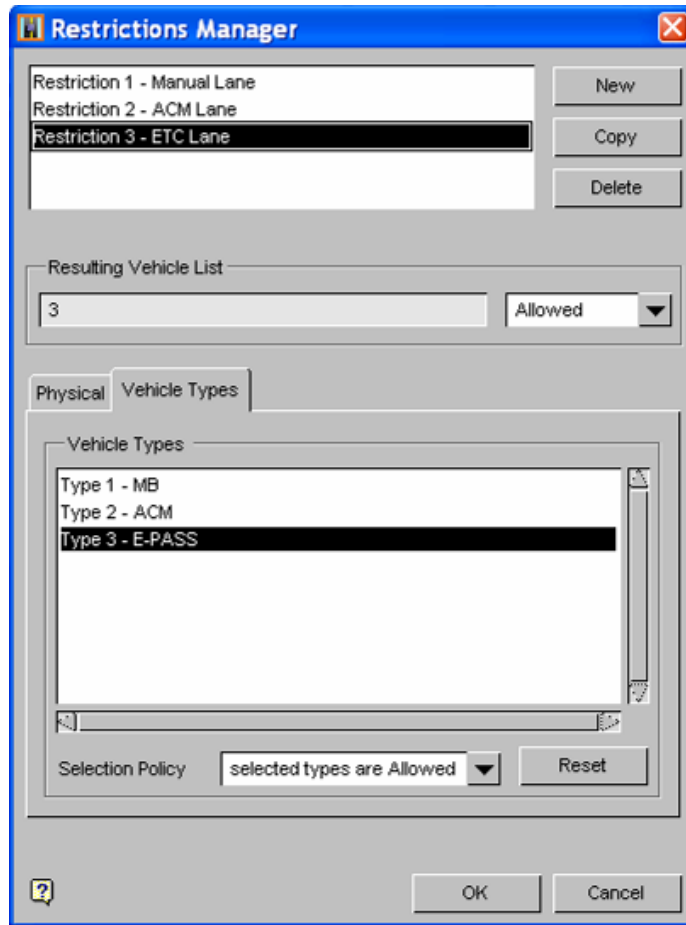 Restrictions Manager
Restriction 1 - Manual Lane
Restriction 2 - ACM Lane
Restriction 3 - ETC Lane
New
Copy
Delete
Resulting Vehicle List
3
Allowed
Physical
Vehicle Types
Vehicle Types
Type 1 - MB
Type 2 - ACM
Type 3 - E-PASS
Selection Policy
selected types are Allowed
Reset
?
OK
Cancel